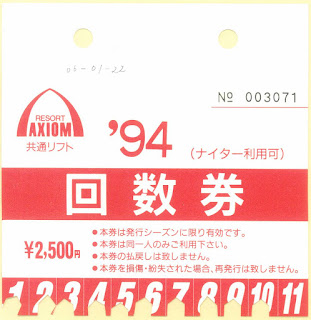 06-01-22
№ 003071
RESORT
AXIOM
共通リフト
'94
(ナイター利用可)
回数券
¥2,500円
●本券は発行シーズンに限り有効です。
●本券は同一人のみご利用下さい。
●本券の払戻しは致しません。
●本券を損傷・紛失された場合、再発行は致しません。
1 2 3 4 5 6 7 8 9 10 11